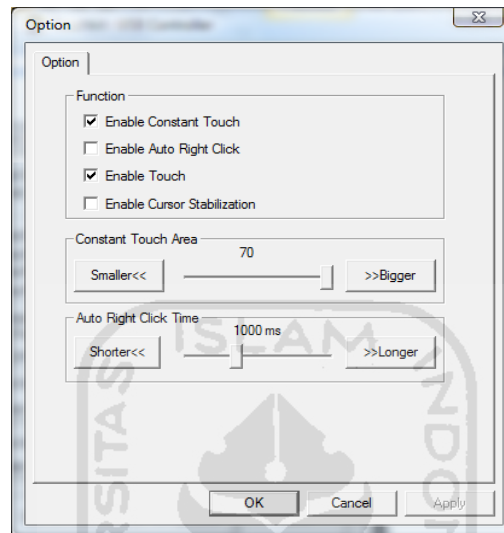 Option
Option
Function
Enable Constant Touch
Enable Auto Right Click
Enable Touch
Enable Cursor Stabilization
Constant Touch Area
70
Smaller<< >>Bigger
Auto Right Click Time
1000 ms
Shorter<< >>Longer
ISLAM
OK Cancel Apply